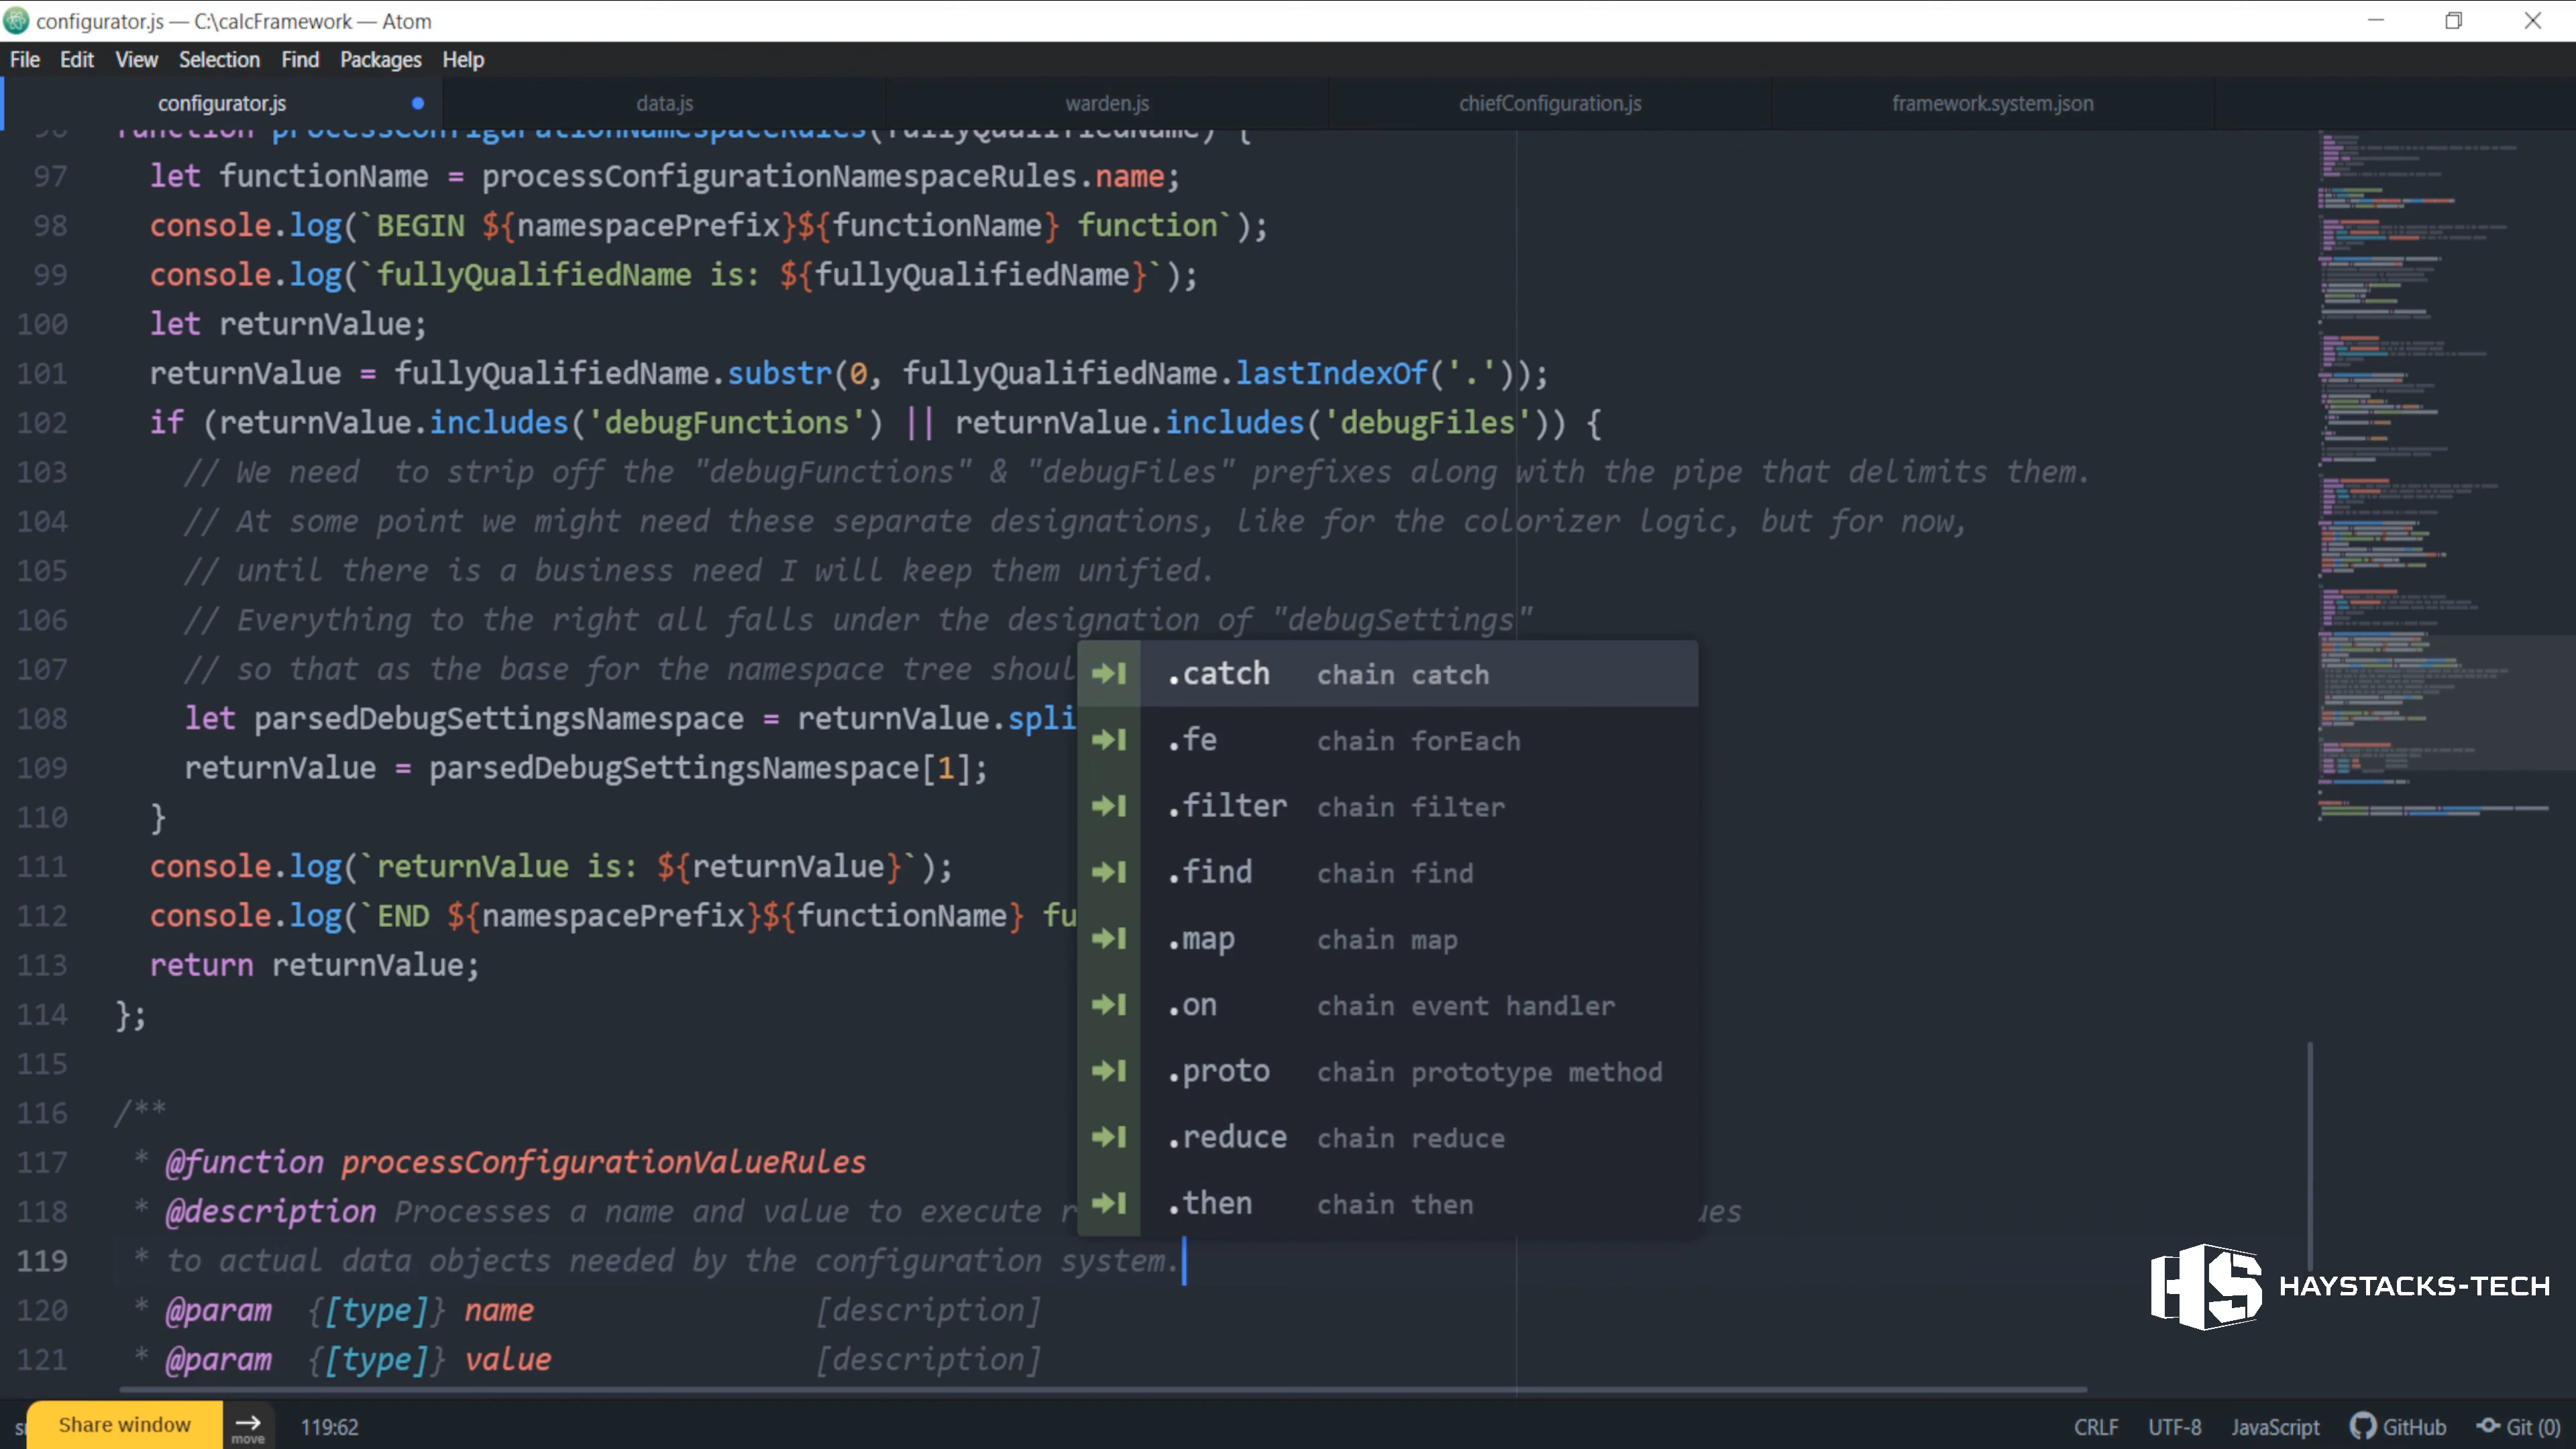 configurator.js — C:\calcFramework — Atom
File Edit View Selection Find Packages Help
configurator.js data.js warden.js chiefConfiguration.js framework.system.json
96 function processConfigurationNamespaceRules(fullyQualifiedName) {
97 let functionName = processConfigurationNamespaceRules.name;
98 console.log(`BEGIN ${namespacePrefix}${functionName} function`);
99 console.log(`fullyQualifiedName is: ${fullyQualifiedName}`);
100 let returnValue;
101 returnValue = fullyQualifiedName.substr(0, fullyQualifiedName.lastIndexOf('.'));
102 if (returnValue.includes('debugFunctions') || returnValue.includes('debugFiles')) {
103 // We need  to strip off the "debugFunctions" & "debugFiles" prefixes along with the pipe that delimits them.
104 // At some point we might need these separate designations, like for the colorizer logic, but for now,
105 // until there is a business need I will keep them unified.
106 // Everything to the right all falls under the designation of "debugSettings"
107 // so that as the base for the namespace tree shoul
108 let parsedDebugSettingsNamespace = returnValue.spli
109 returnValue = parsedDebugSettingsNamespace[1];
110 }
111 console.log(`returnValue is: ${returnValue}`);
112 console.log(`END ${namespacePrefix}${functionName} fu
113 return returnValue;
114 };
115
116 /**
117 * @function processConfigurationValueRules
118 * @description Processes a name and value to execute r ues
119 * to actual data objects needed by the configuration system.
120 * @param {[type]} name [description]
121 * @param {[type]} value [description]
.catch chain catch
.fe chain forEach
.filter chain filter
.find chain find
.map chain map
.on chain event handler
.proto chain prototype method
.reduce chain reduce
.then chain then
HS HAYSTACKS-TECH
Share window move 119:62 CRLF UTF-8 JavaScript GitHub Git (0)